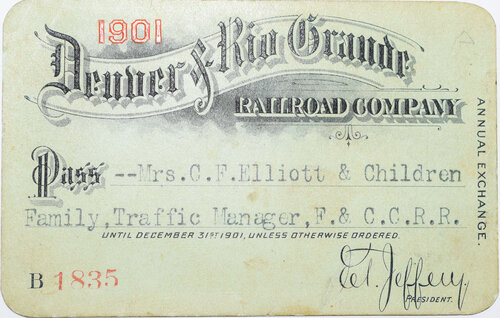 1901
Denver & Rio Grande
RAILROAD COMPANY
Pass --Mrs.C.F.Elliott & Children
Family,Traffic Manager,F.& C.C.R.R.
UNTIL DECEMBER 31ST 1901, UNLESS OTHERWISE ORDERED.
B 1835
E.T. Jeffery
PRESIDENT.
ANNUAL EXCHANGE.